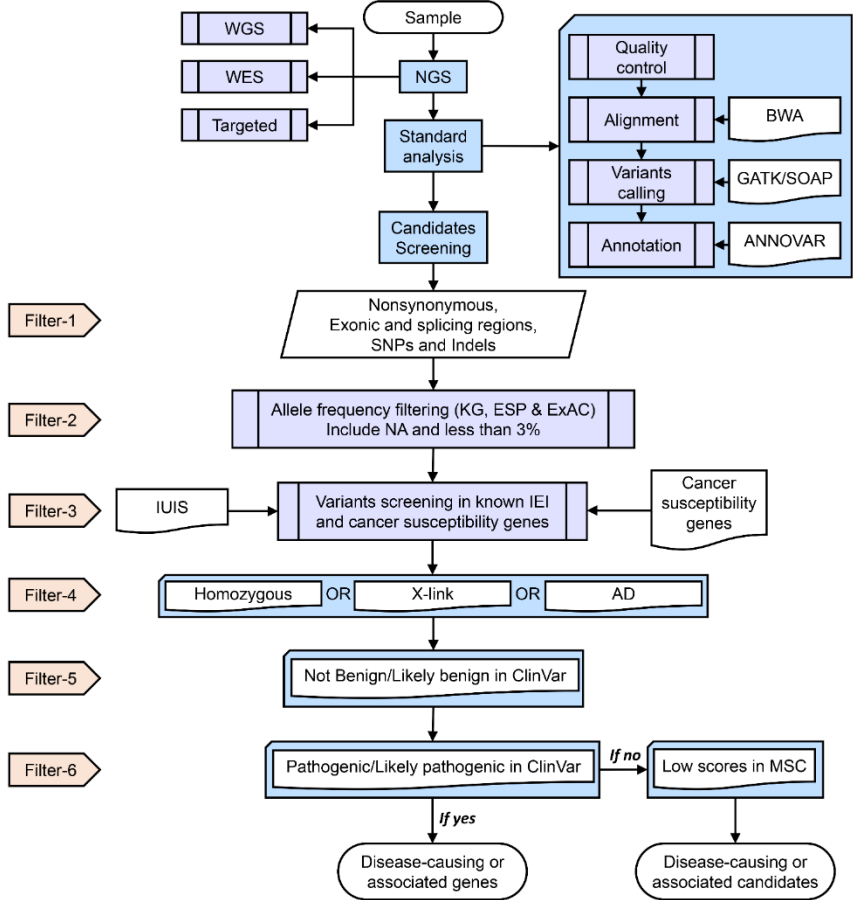 Sample
WGS
WES
Targeted
NGS
Standard
analysis
Candidates
Screening
Quality
control
Alignment
BWA
Variants
calling
GATK/SOAP
Annotation
ANNOVAR
Filter-1
Nonsynonymous,
Exonic and splicing regions,
SNPs and Indels
Filter-2
Allele frequency filtering (KG, ESP & ExAC)
Include NA and less than 3%
Filter-3
IUIS
Variants screening in known IEI
and cancer susceptibility genes
Cancer
susceptibility
genes
Filter-4
Homozygous OR X-link OR AD
Filter-5
Not Benign/Likely benign in ClinVar
Filter-6
Pathogenic/Likely pathogenic in ClinVar
If no
Low scores in MSC
If yes
Disease-causing or
associated genes
Disease-causing or
associated candidates